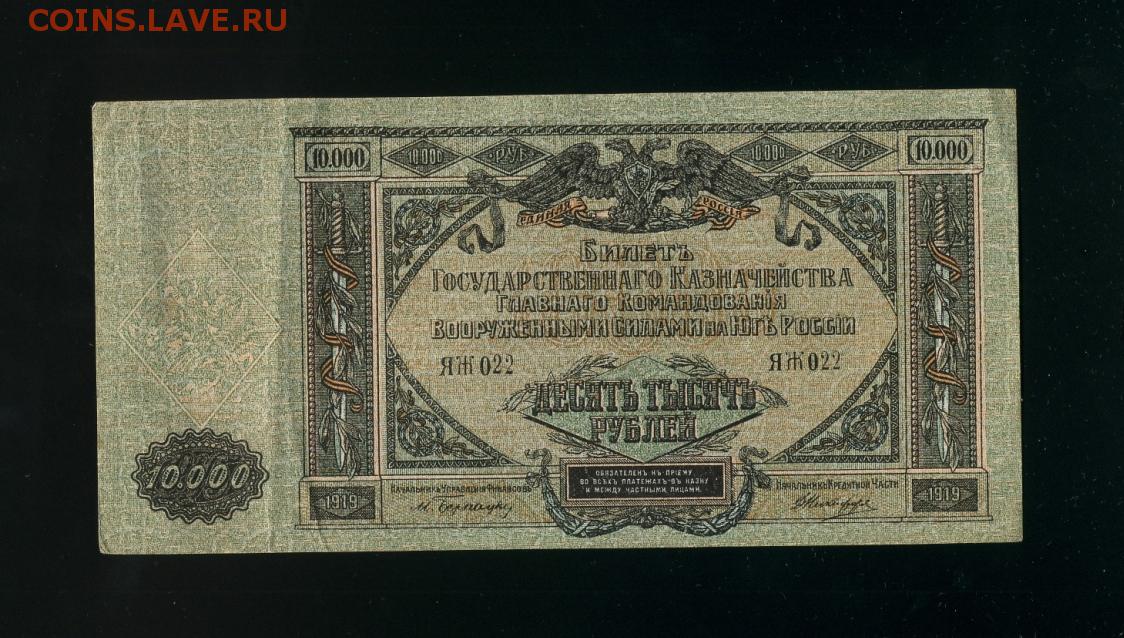 COINS.LAVE.RU
10.000 10.000 РУБ 10.000 РУБ 10.000
ЕДИНАЯ РОССІЯ
БИЛЕТЪ
ГОСУДАРСТВЕННАГО КАЗНАЧЕЙСТВА
ГЛАВНАГО КОМАНДОВАНІЯ
ВООРУЖЕННЫМИ СИЛАМИ НА ЮГѢ РОССІИ
ЯЖ 022 ЯЖ 022
ДЕСЯТЬ ТЫСЯЧЪ
РУБЛЕЙ
10.000
ОБЯЗАТЕЛЕНЪ КЪ ПРІЕМУ
ВО ВСѢХЪ ПЛАТЕЖАХЪ ВЪ КАЗНУ
И МЕЖДУ ЧАСТНЫМИ ЛИЦАМИ.
НАЧАЛЬНИКЪ УПРАВЛЕНІЯ ФИНАНСОВЪ НАЧАЛЬНИКЪ КРЕДИТНОЙ ЧАСТИ
1919 1919